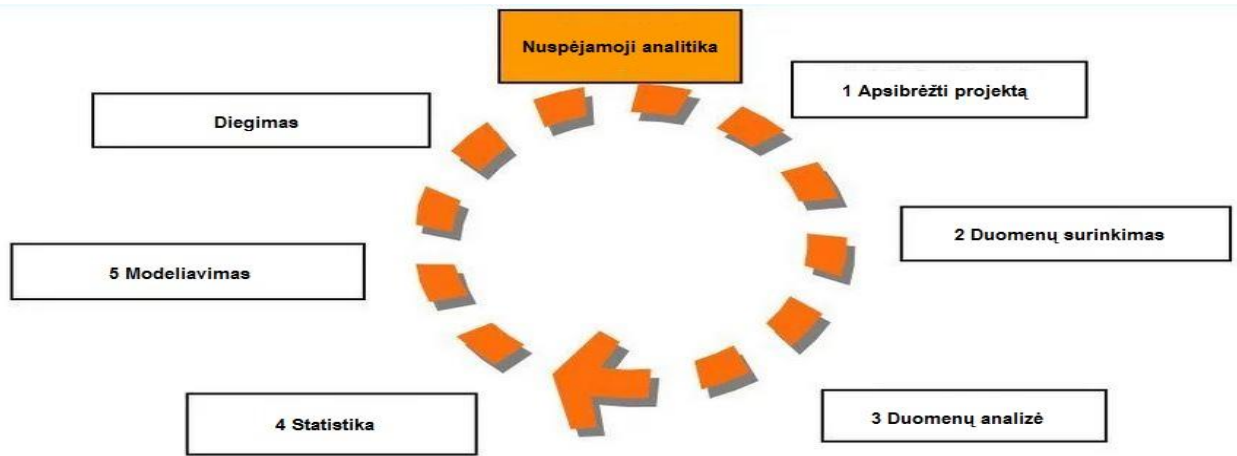 Nuspėjamoji analitika
1 Apsibrėžti projektą
2 Duomenų surinkimas
3 Duomenų analizė
4 Statistika
5 Modeliavimas
Diegimas